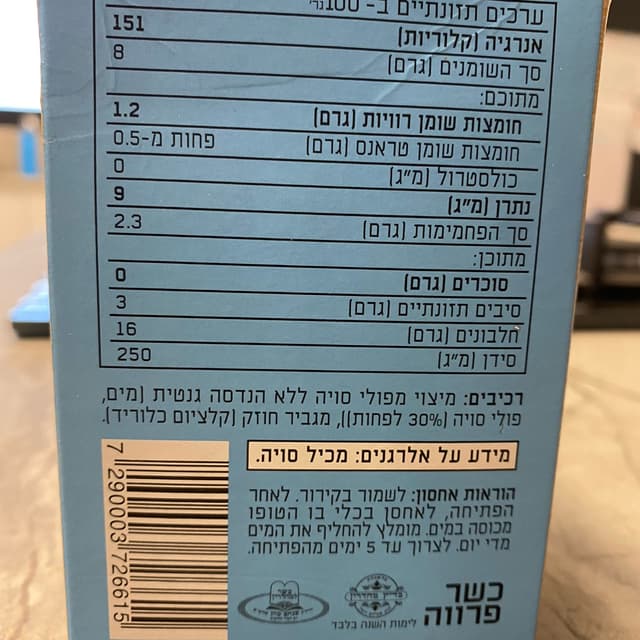 ערכים תזונתיים ב- 100גר'
אנרגיה (קלוריות) 151
סך השומנים (גרם) 8
מתוכם:
חומצות שומן רוויות (גרם) 1.2
חומצות שומן טראנס (גרם) פחות מ-0.5
כולסטרול (מ"ג) 0
נתרן (מ"ג) 9
סך הפחמימות (גרם) 2.3
מתוכן:
סוכרים (גרם) 0
סיבים תזונתיים (גרם) 3
חלבונים (גרם) 16
סידן (מ"ג) 250
רכיבים: מיצוי מפולי סויה ללא הנדסה גנטית (מים,
פולי סויה (30% לפחות)), מגביר חוזק (קלציום כלוריד).
מידע על אלרגנים: מכיל סויה.
הוראות אחסון: לשמור בקירור. לאחר
הפתיחה, לאחסן בכלי בו הטופו
מכוסה במים. מומלץ להחליף את המים
מדי יום. לצרוך עד 5 ימים מהפתיחה.
כשר
פרווה
לימות השנה בלבד
7 290003 726615